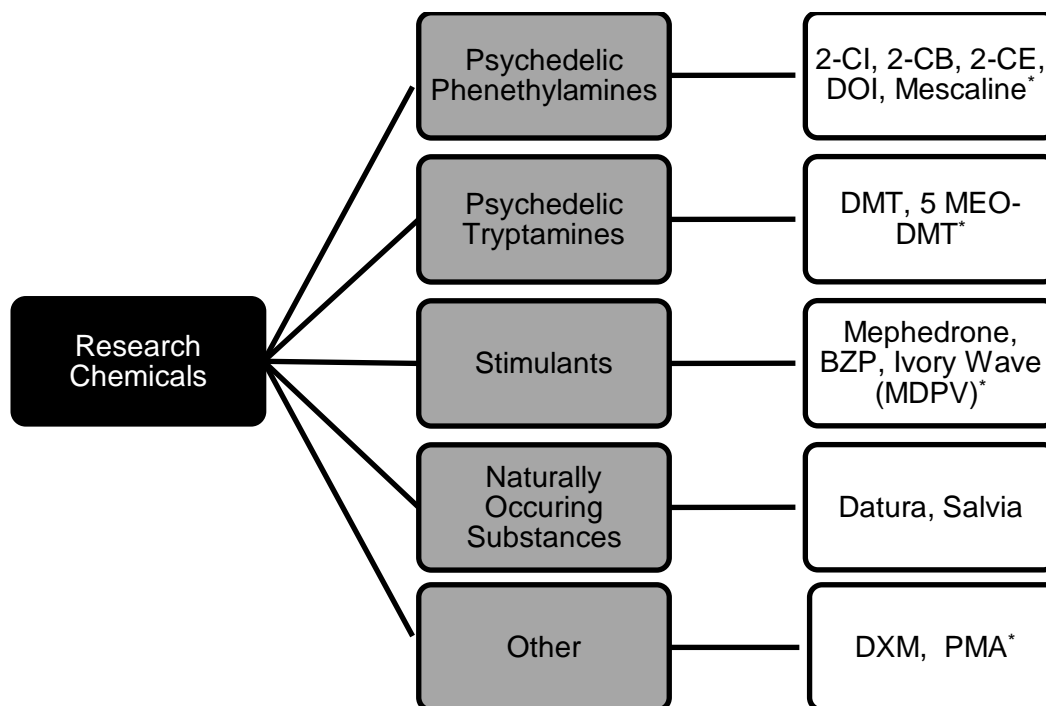 Research
Chemicals
Psychedelic
Phenethylamines
2-CI, 2-CB, 2-CE,
DOI, Mescaline*
Psychedelic
Tryptamines
DMT, 5 MEO-
DMT*
Stimulants
Mephedrone,
BZP, Ivory Wave
(MDPV)*
Naturally
Occuring
Substances
Datura, Salvia
Other
DXM, PMA*